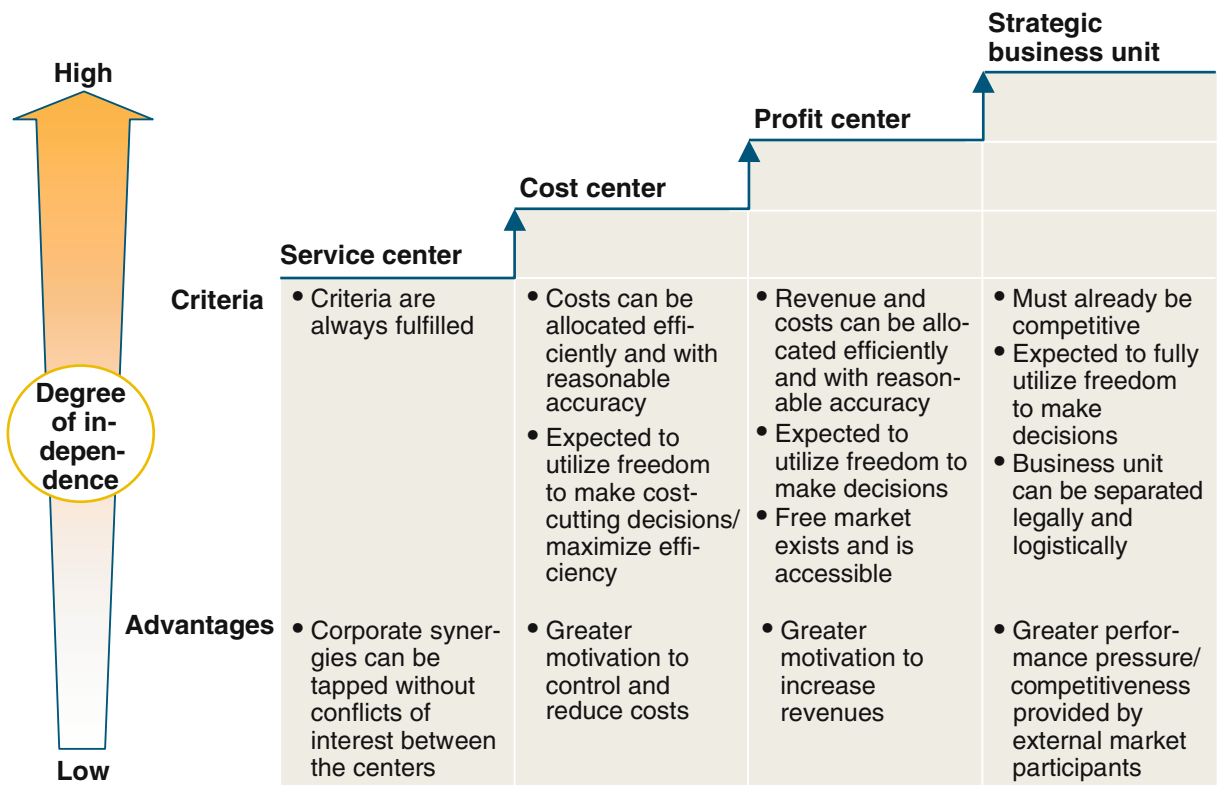 Strategic
business unit
High
Profit center
Cost center
Service center
Criteria
• Criteria are
always fulfilled
• Costs can be
allocated effi-
ciently and with
reasonable
accuracy
• Expected to
utilize freedom
to make cost-
cutting decisions/
maximize effi-
ciency
• Revenue and
costs can be allo-
cated efficiently
and with reason-
able accuracy
• Expected to
utilize freedom to
make decisions
• Free market
exists and is
accessible
• Must already be
competitive
• Expected to fully
utilize freedom
to make
decisions
• Business unit
can be separated
legally and
logistically
Degree
of in-
depen-
dence
Advantages
• Corporate syner-
gies can be
tapped without
conflicts of
interest between
the centers
• Greater
motivation to
control and
reduce costs
• Greater
motivation to
increase
revenues
• Greater perfor-
mance pressure/
competitiveness
provided by
external market
participants
Low